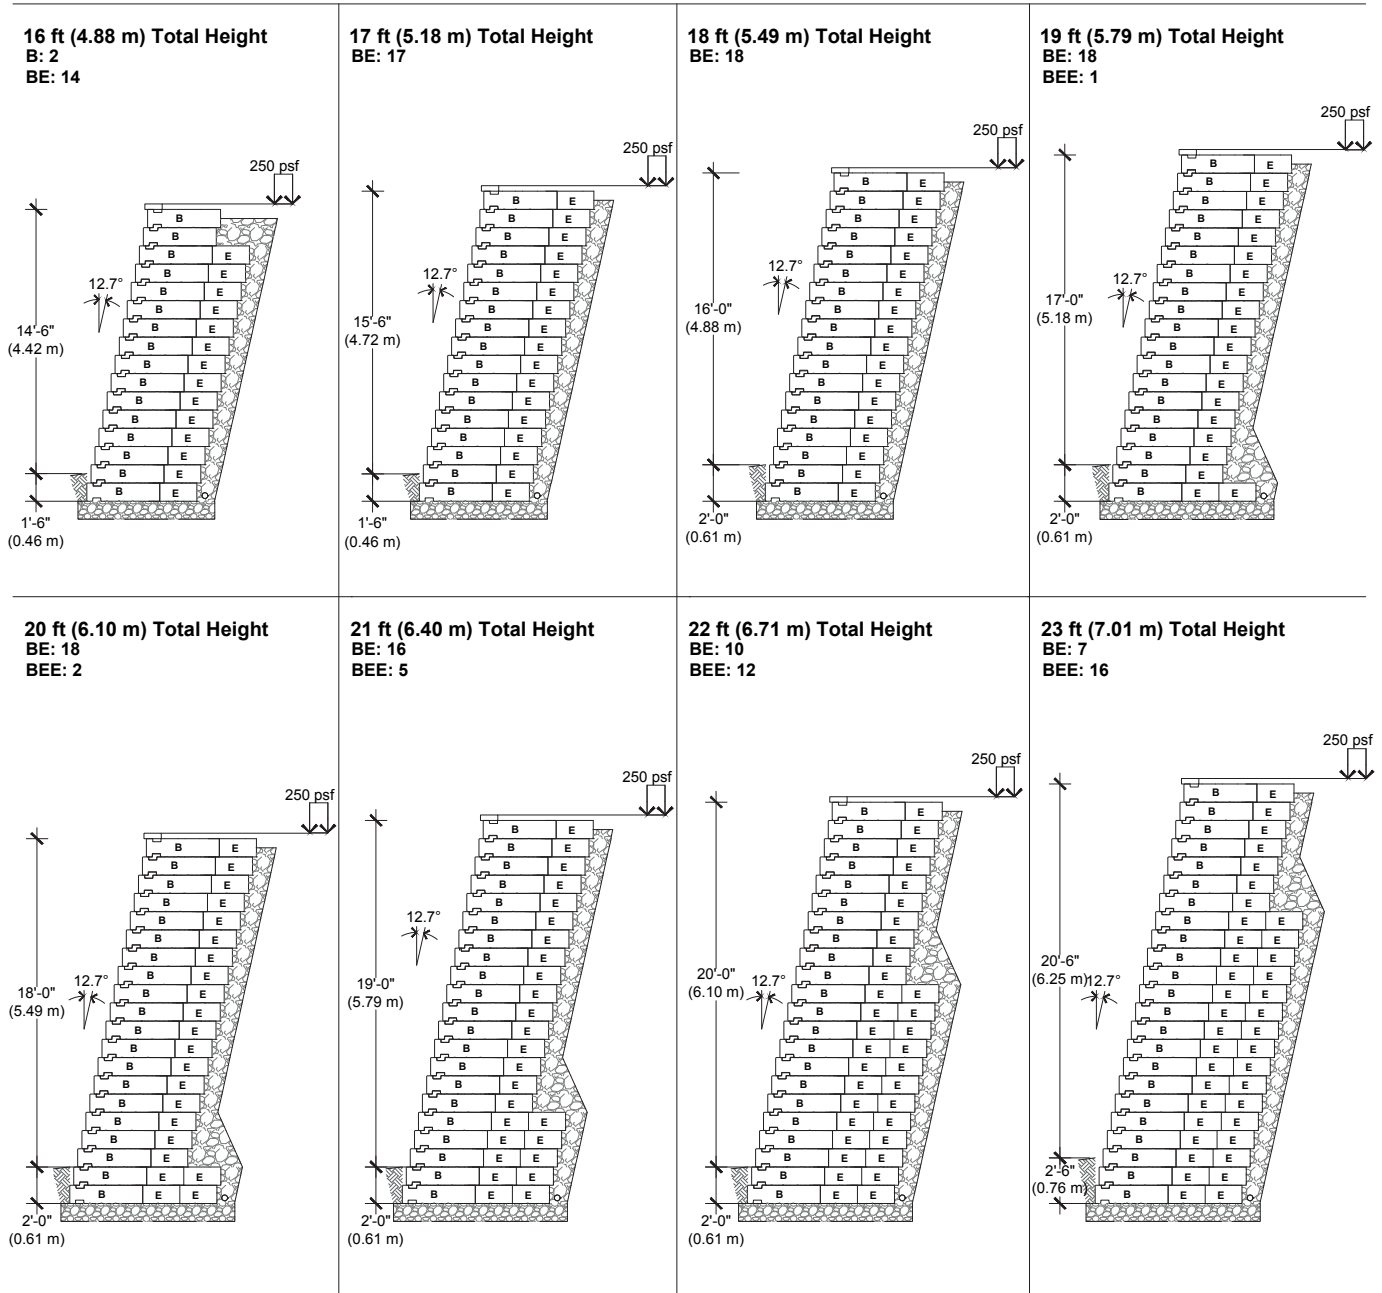 16 ft (4.88 m) Total Height
B: 2
BE: 14
250 psf
B
B
B E
B E
12.7°
B E
B E
14'-6"
(4.42 m)
B E
B E
B E
B E
B E
B E
B E
B E
B E
B E
1'-6"
(0.46 m)
17 ft (5.18 m) Total Height
BE: 17
250 psf
B E
B E
B E
B E
B E
12.7°
B E
B E
15'-6"
(4.72 m)
B E
B E
B E
B E
B E
B E
B E
B E
B E
B E
1'-6"
(0.46 m)
18 ft (5.49 m) Total Height
BE: 18
250 psf
B E
B E
B E
B E
B E
12.7°
B E
B E
16'-0"
(4.88 m)
B E
B E
B E
B E
B E
B E
B E
B E
B E
B E
B E
2'-0"
(0.61 m)
19 ft (5.79 m) Total Height
BE: 18
BEE: 1
250 psf
B E
B E
B E
B E
B E
B E
12.7°
B E
17'-0"
(5.18 m)
B E
B E
B E
B E
B E
B E
B E
B E
B E
B E
B E
B E E
2'-0"
(0.61 m)
20 ft (6.10 m) Total Height
BE: 18
BEE: 2
250 psf
B E
B E
B E
B E
B E
B E
B E
B E
18'-0"
(5.49 m)
12.7°
B E
B E
B E
B E
B E
B E
B E
B E
B E
B E
B E E
B E E
2'-0"
(0.61 m)
21 ft (6.40 m) Total Height
BE: 16
BEE: 5
250 psf
B E
B E
B E
B E
B E
12.7°
B E
B E
B E
19'-0"
(5.79 m)
B E
B E
B E
B E
B E
B E
B E
B E
B E E
B E E
B E E
B E E
B E E
2'-0"
(0.61 m)
22 ft (6.71 m) Total Height
BE: 10
BEE: 12
250 psf
B E
B E
B E
B E
B E
B E
B E
B E
B E
20'-0"
(6.10 m)
12.7°
B E
B E E
B E E
B E E
B E E
B E E
B E E
B E E
B E E
B E E
B E E
B E E
B E E
2'-0"
(0.61 m)
23 ft (7.01 m) Total Height
BE: 7
BEE: 16
250 psf
B E
B E
B E
B E
B E
B E
B E
B E E
B E E
20'-6"
(6.25 m)
12.7°
B E E
B E E
B E E
B E E
B E E
B E E
B E E
B E E
B E E
B E E
B E E
B E E
B E E
B E E
2'-6"
(0.76 m)